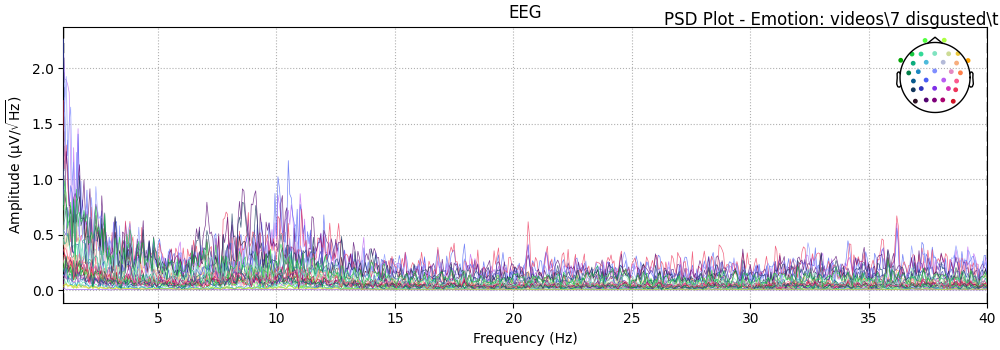 EEG
PSD Plot - Emotion: videos\7 disgusted\t
2.0
1.5
1.0
0.5
0.0
Amplitude (µV/√Hz)
5 10 15 20 25 30 35 40
Frequency (Hz)